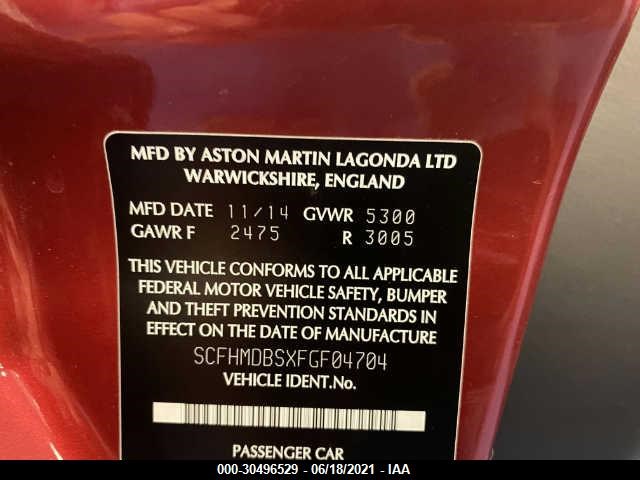 MFD BY ASTON MARTIN LAGONDA LTD
WARWICKSHIRE, ENGLAND
MFD DATE 11/14 GVWR 5300
GAWR F 2475 R 3005
THIS VEHICLE CONFORMS TO ALL APPLICABLE
FEDERAL MOTOR VEHICLE SAFETY, BUMPER
AND THEFT PREVENTION STANDARDS IN
EFFECT ON THE DATE OF MANUFACTURE
SCFHMDBSXFGF04704
VEHICLE IDENT.No.
PASSENGER CAR
000-30496529 - 06/18/2021 - IAA